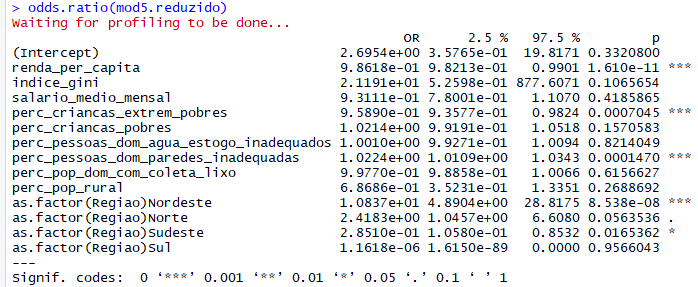 > odds.ratio(mod5.reduzido)
Waiting for profiling to be done...
OR 2.5 % 97.5 % p
(Intercept) 2.6954e+00 3.5765e-01 19.8171 0.3320800
renda_per_capita 9.8618e-01 9.8213e-01 0.9901 1.610e-11 ***
indice_gini 2.1191e+01 5.2598e-01 877.6071 0.1065654
salario_medio_mensal 9.3111e-01 7.8001e-01 1.1070 0.4185865
perc_criancas_extrem_pobres 9.5890e-01 9.3577e-01 0.9824 0.0007045 ***
perc_criancas_pobres 1.0214e+00 9.9191e-01 1.0518 0.1570583
perc_pessoas_dom_agua_estogo_inadequados 1.0010e+00 9.9271e-01 1.0094 0.8214049
perc_pessoas_dom_paredes_inadequadas 1.0224e+00 1.0109e+00 1.0343 0.0001470 ***
perc_pop_dom_com_coleta_lixo 9.9770e-01 9.8858e-01 1.0066 0.6156627
perc_pop_rural 6.8686e-01 3.5231e-01 1.3351 0.2688692
as.factor(Regiao)Nordeste 1.0837e+01 4.8904e+00 28.8175 8.538e-08 ***
as.factor(Regiao)Norte 2.4183e+00 1.0457e+00 6.6080 0.0563536 .
as.factor(Regiao)Sudeste 2.8510e-01 1.0580e-01 0.8532 0.0165362 *
as.factor(Regiao)Sul 1.1618e-06 1.6150e-89 0.0000 0.9566043
---
Signif. codes:  0 ‘***’ 0.001 ‘**’ 0.01 ‘*’ 0.05 ‘.’ 0.1 ‘ ’ 1